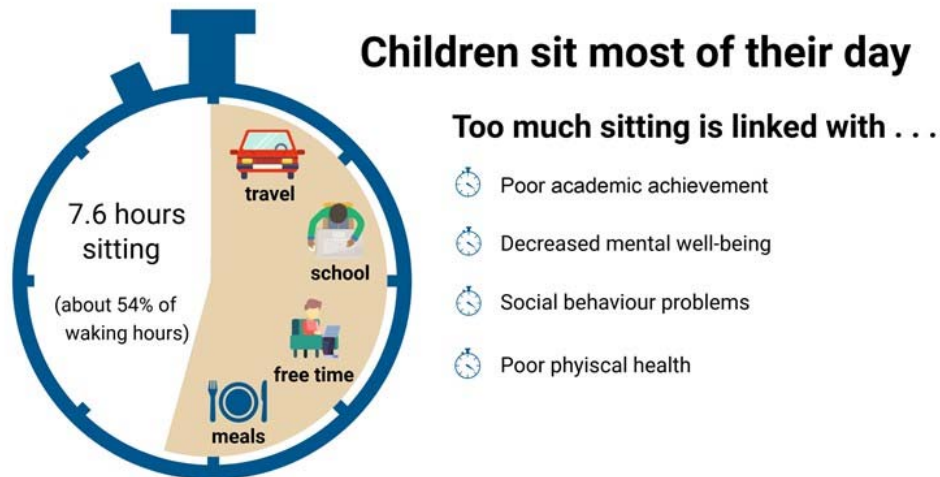 Children sit most of their day
Too much sitting is linked with . . .
Poor academic achievement
Decreased mental well-being
Social behaviour problems
Poor phyiscal health
7.6 hours
sitting
(about 54% of
waking hours)
travel
school
free time
meals